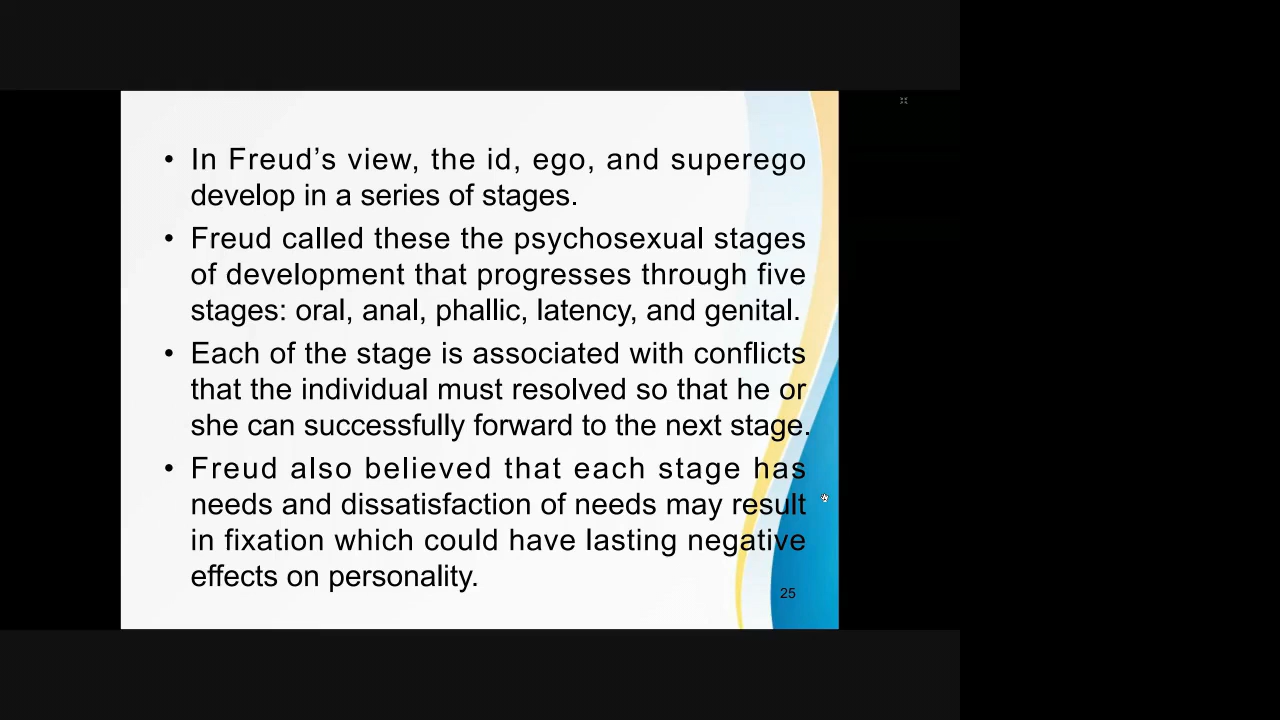 • In Freud’s view, the id, ego, and superego
develop in a series of stages.
• Freud called these the psychosexual stages
of development that progresses through five
stages: oral, anal, phallic, latency, and genital.
• Each of the stage is associated with conflicts
that the individual must resolved so that he or
she can successfully forward to the next stage.
• Freud also believed that each stage has
needs and dissatisfaction of needs may result
in fixation which could have lasting negative
effects on personality.
25